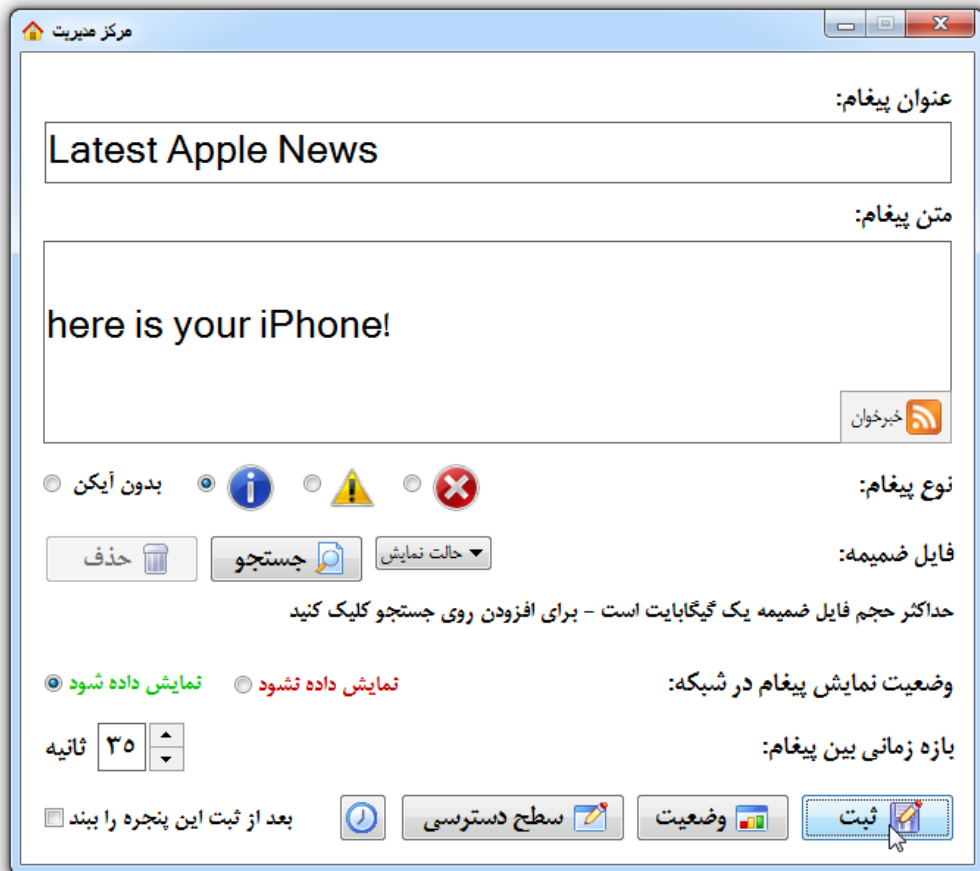 مرکز مدیریت
عنوان پیغام:
Latest Apple News
متن پیغام:
here is your iPhone!
خبرخوان
نوع پیغام: بدون آیکن
فایل ضمیمه: حالت نمایش جستجو حذف
حداکثر حجم فایل ضمیمه یک گیگابایت است - برای افزودن روی جستجو کلیک کنید
وضعیت نمایش پیغام در شبکه: نمایش داده نشود نمایش داده شود
بازه زمانی بین پیغام: ۳۵ ثانیه
ثبت وضعیت سطح دسترسی بعد از ثبت این پنجره را ببند